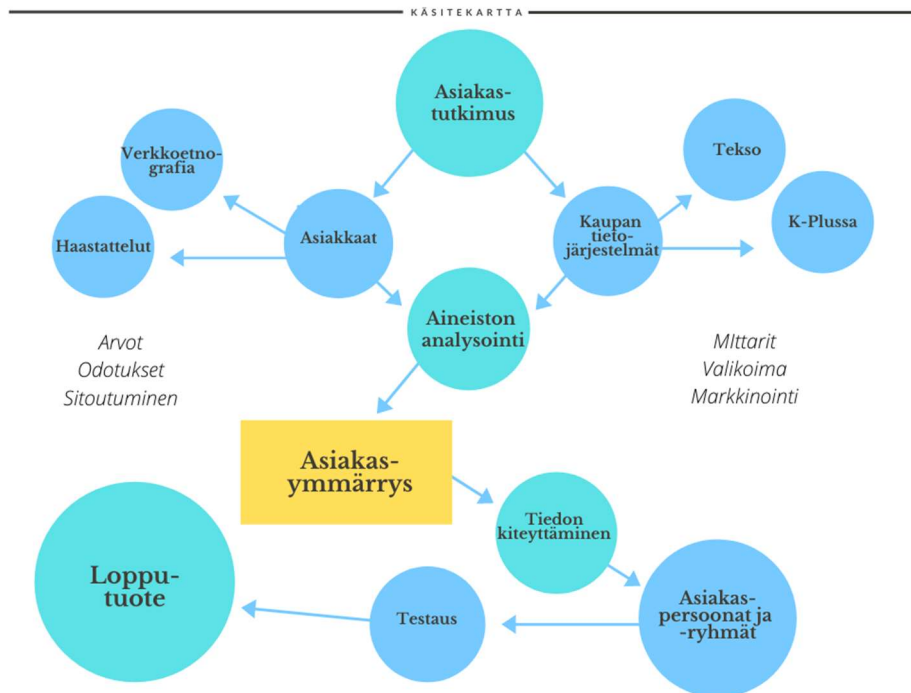 KÄSITEKARTTA
Asiakas-
tutkimus
Verkkoetno-
grafia
Haastattelut
Asiakkaat
Kaupan
tieto-
järjestelmät
Tekso
K-Plussa
Aineiston
analysointi
Arvot
Odotukset
Sitoutuminen
MIttarit
Valikoima
Markkinointi
Asiakas-
ymmärrys
Tiedon
kiteyttäminen
Asiakas-
persoonat ja
-ryhmät
Testaus
Loppu-
tuote